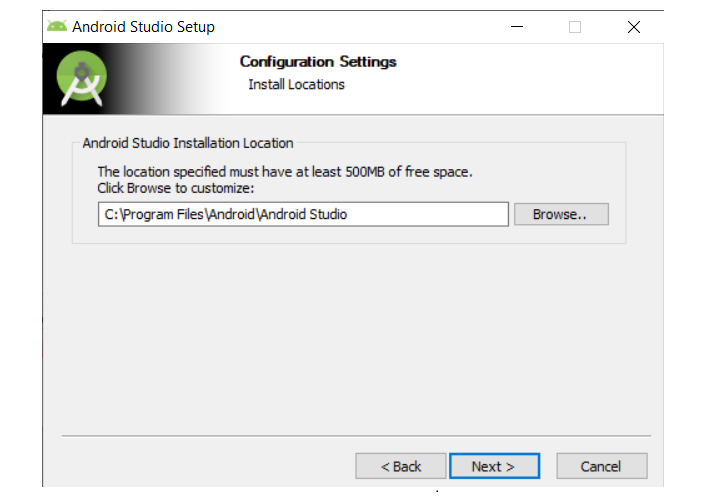 Android Studio Setup
Configuration Settings
Install Locations
Android Studio Installation Location
The location specified must have at least 500MB of free space.
Click Browse to customize:
C:\Program Files\Android\Android Studio
Browse..
< Back
Next >
Cancel